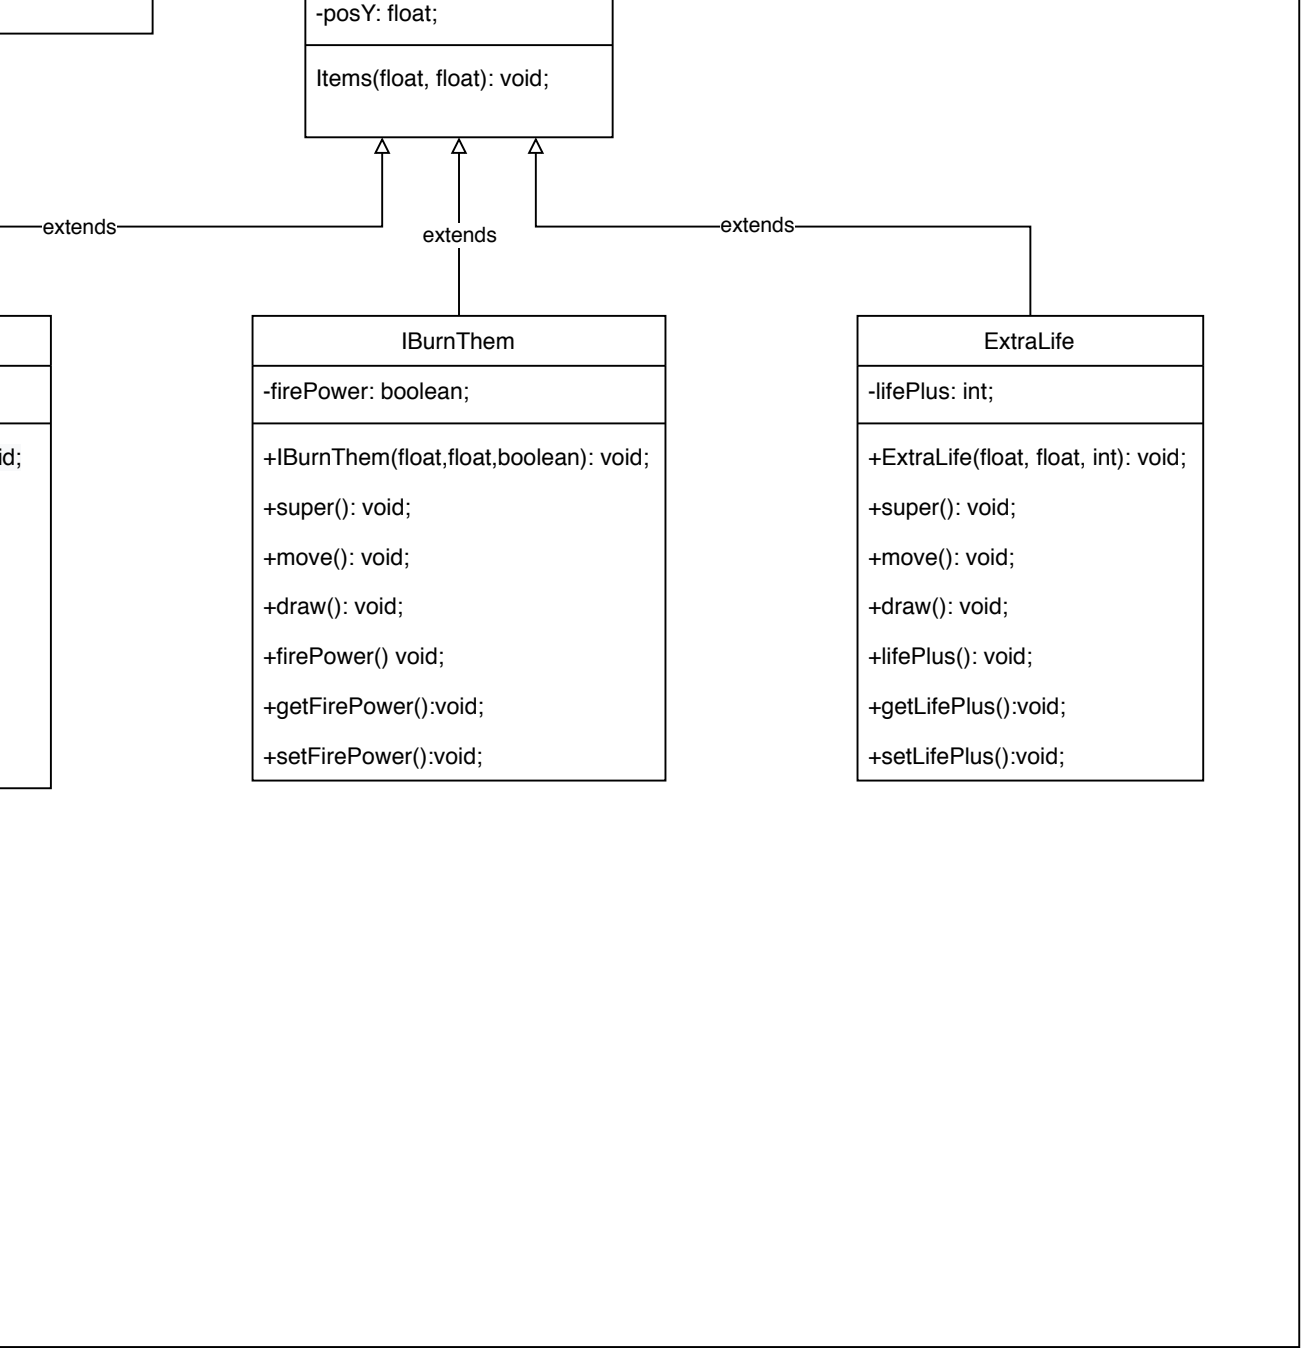 -posY: float;
Items(float, float): void;
extends
extends
extends
IBurnThem
-firePower: boolean;
+IBurnThem(float,float,boolean): void;
+super(): void;
+move(): void;
+draw(): void;
+firePower() void;
+getFirePower():void;
+setFirePower():void;
ExtraLife
-lifePlus: int;
+ExtraLife(float, float, int): void;
+super(): void;
+move(): void;
+draw(): void;
+lifePlus(): void;
+getLifePlus():void;
+setLifePlus():void;